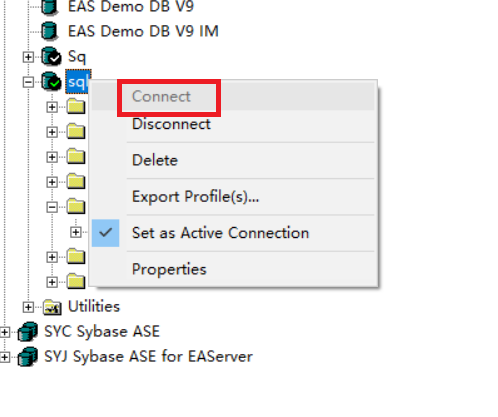 EAS Demo DB V9
EAS Demo DB V9 IM
Sq
sql
Connect
Disconnect
Delete
Export Profile(s)...
Set as Active Connection
Properties
Utilities
SYC Sybase ASE
SYJ Sybase ASE for EAServer